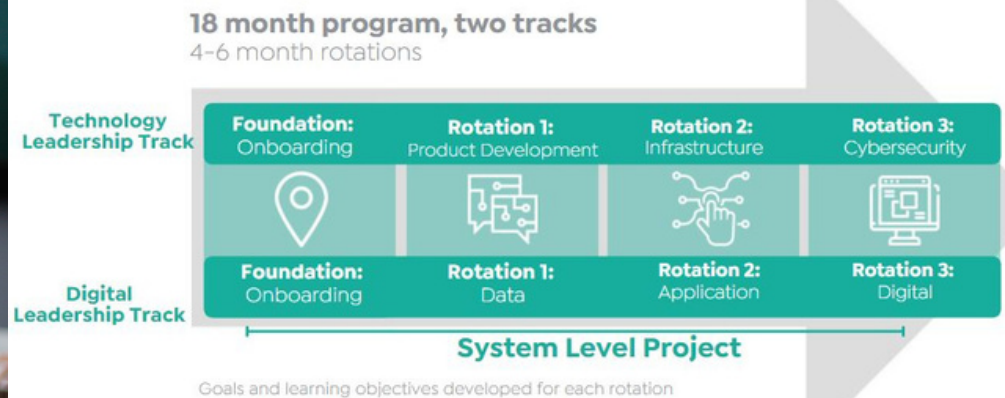 18 month program, two tracks
4-6 month rotations
Technology
Leadership Track
Foundation:
Onboarding
Rotation 1:
Product Development
Rotation 2:
Infrastructure
Rotation 3:
Cybersecurity
Digital
Leadership Track
Foundation:
Onboarding
Rotation 1:
Data
Rotation 2:
Application
Rotation 3:
Digital
System Level Project
Goals and learning objectives developed for each rotation